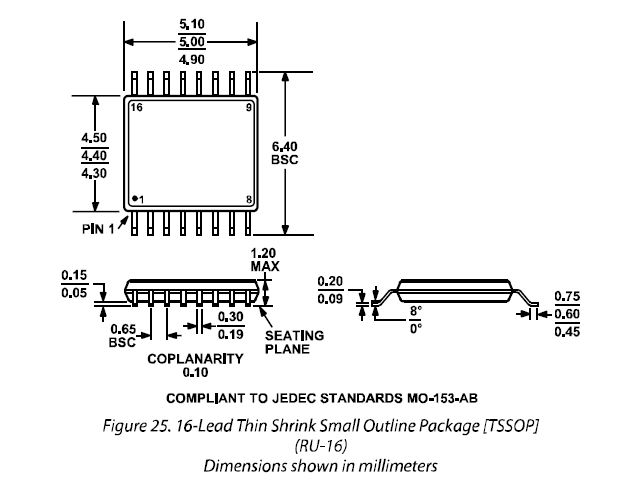 5.10
5.00
4.90
16
9
4.50
4.40
4.30
6.40
BSC
1
8
PIN 1
1.20
MAX
0.15
0.05
0.65
BSC
0.30
0.19
SEATING
PLANE
COPLANARITY
0.10
0.20
0.09
8°
0°
0.75
0.60
0.45
COMPLIANT TO JEDEC STANDARDS MO-153-AB
Figure 25. 16-Lead Thin Shrink Small Outline Package [TSSOP]
(RU-16)
Dimensions shown in millimeters